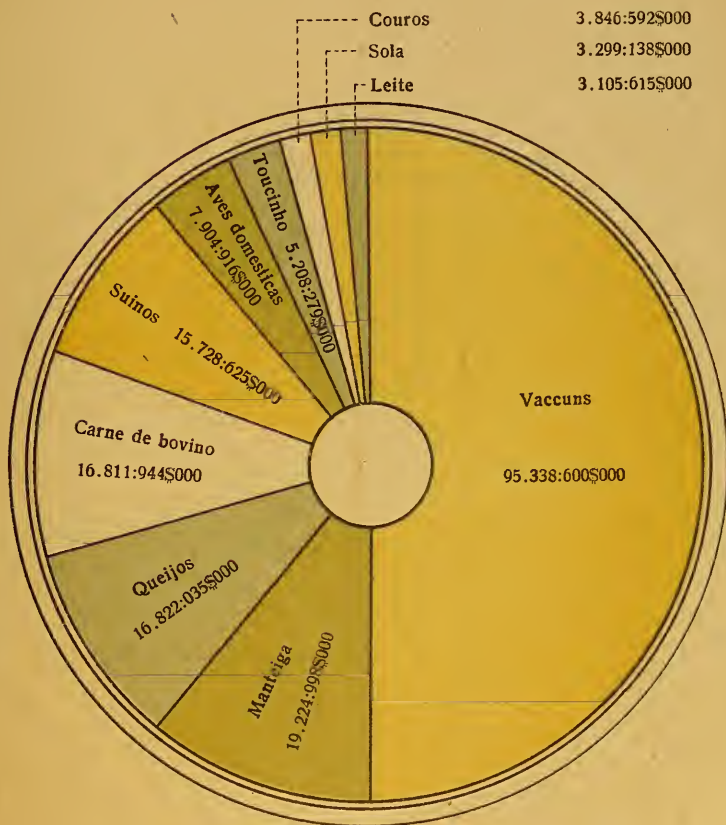 Couros 3.846:592$000
Sola 3.299:138$000
Leite 3.105:615$000
Toucinho 5.208:279$000
Aves domesticas
7.904:916$000
Suinos 15.728:625$000
Carne de bovino
16.811:944$000
Queijos
16.822:035$000
Manteiga
19.224:998$000
Vaccuns
95.338:600$000